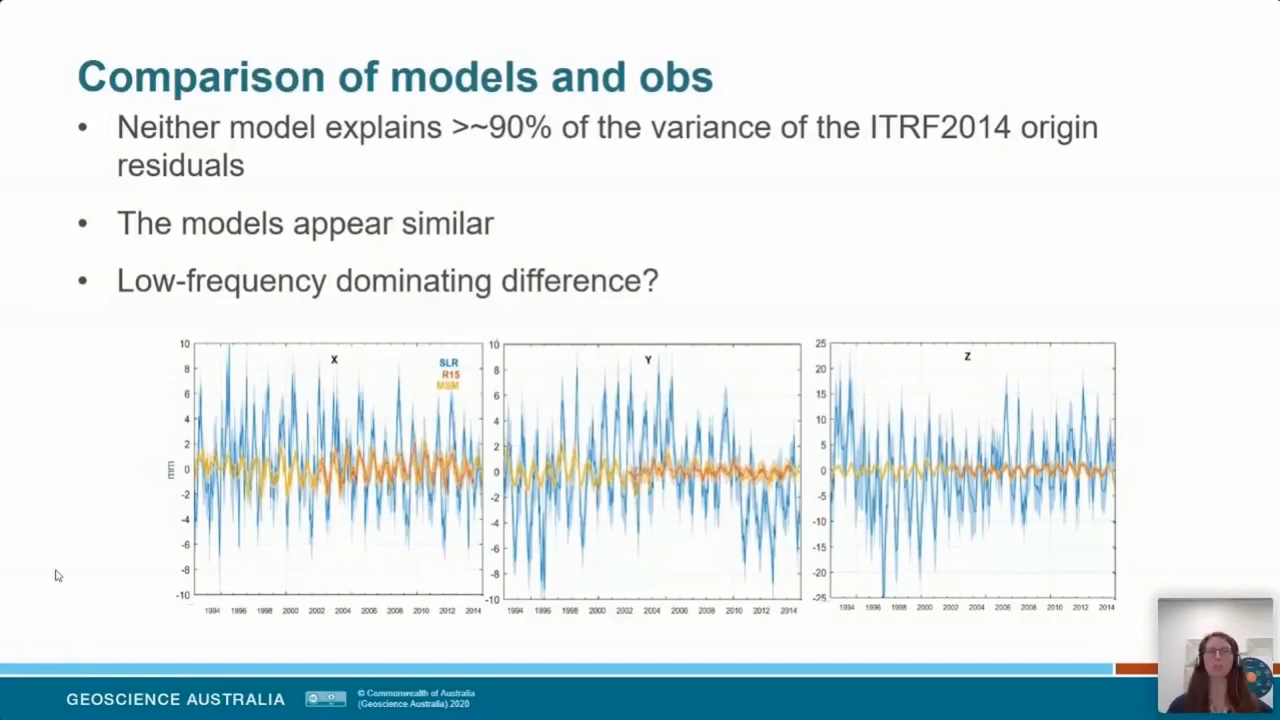 Comparison of models and obs
• Neither model explains >~90% of the variance of the ITRF2014 origin
residuals
• The models appear similar
• Low-frequency dominating difference?
X
SLR
R15
MSM
10
8
6
4
2
0
-2
-4
-6
-8
-10
mm
1994 1996 1998 2000 2002 2004 2006 2008 2010 2012 2014
Y
10
8
6
4
2
0
-2
-4
-6
-8
-10
1994 1996 1998 2000 2002 2004 2006 2008 2010 2012 2014
Z
25
20
15
10
5
0
-5
-10
-15
-20
-25
1994 1996 1998 2000 2002 2004 2006 2008 2010 2012 2014
GEOSCIENCE AUSTRALIA
© Commonwealth of Australia
(Geoscience Australia) 2020